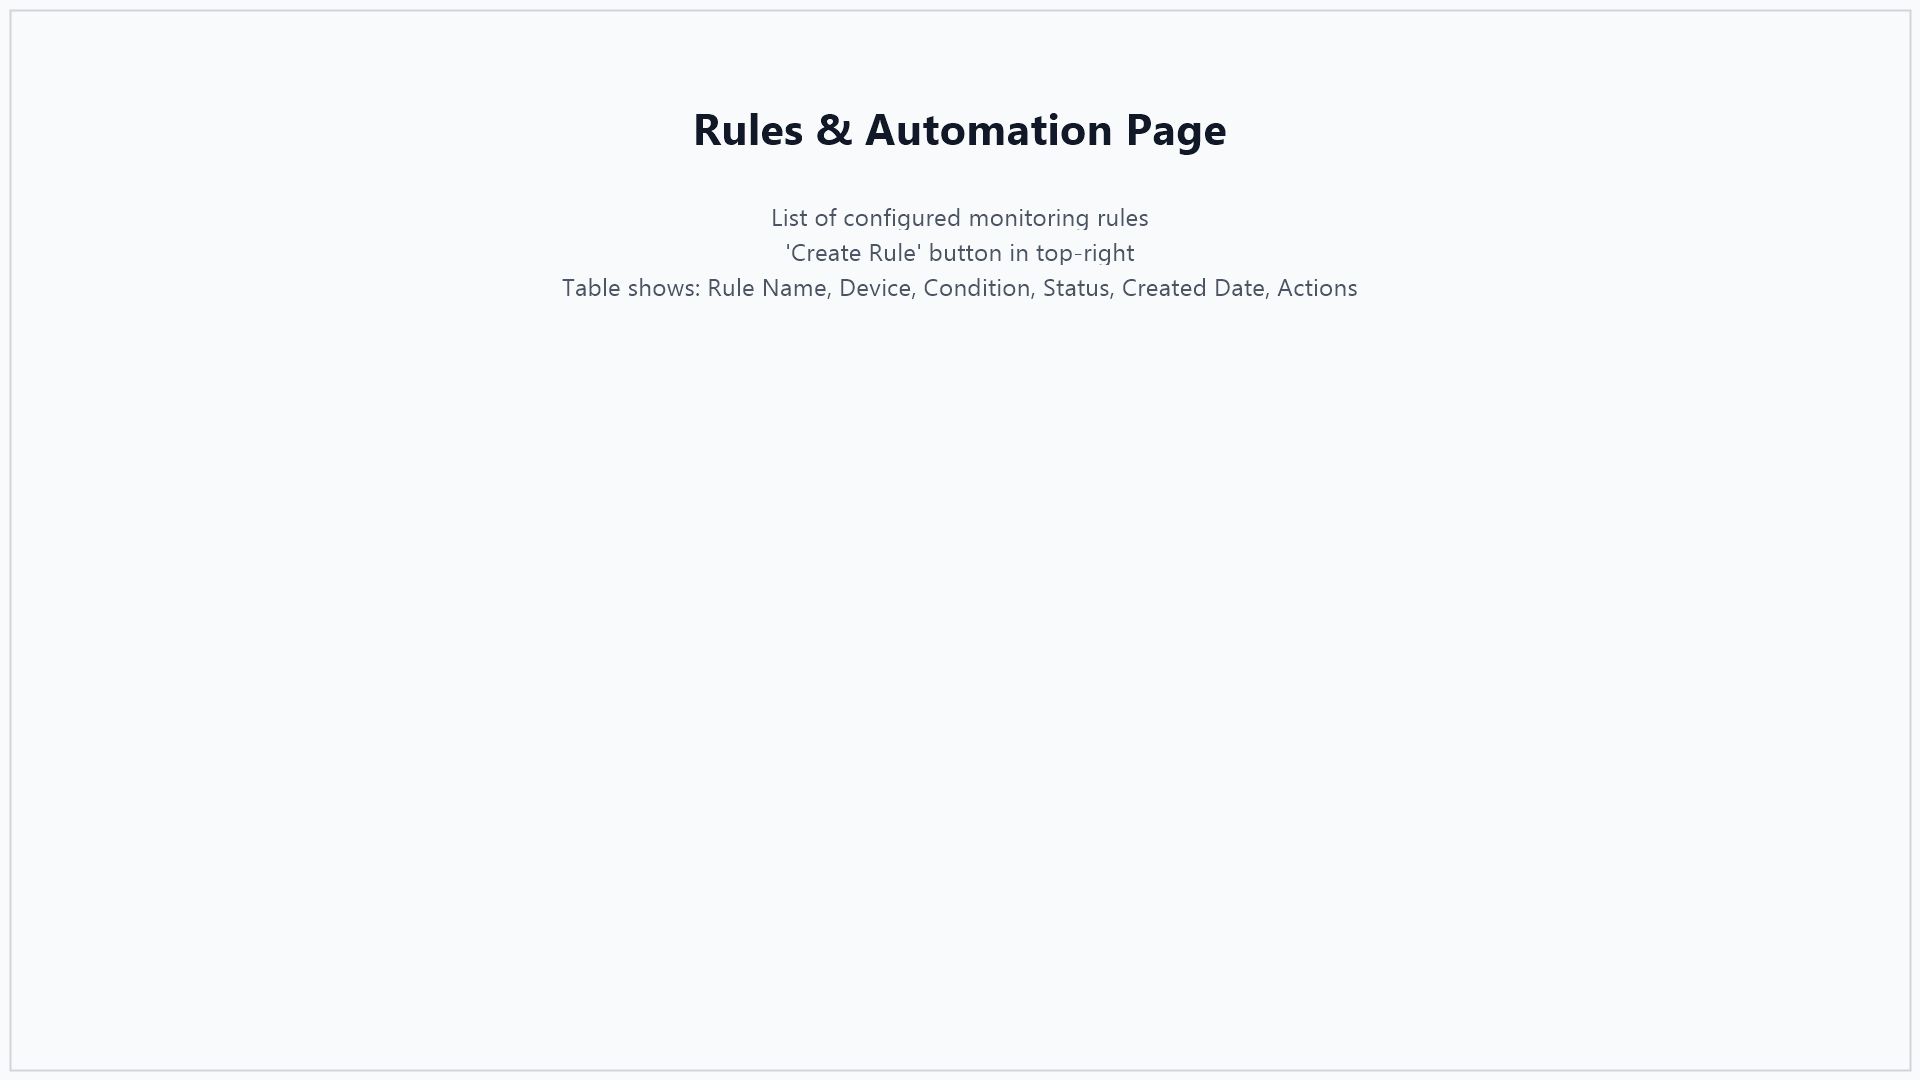 Rules & Automation Page
List of configured monitoring rules
'Create Rule' button in top-right
Table shows: Rule Name, Device, Condition, Status, Created Date, Actions